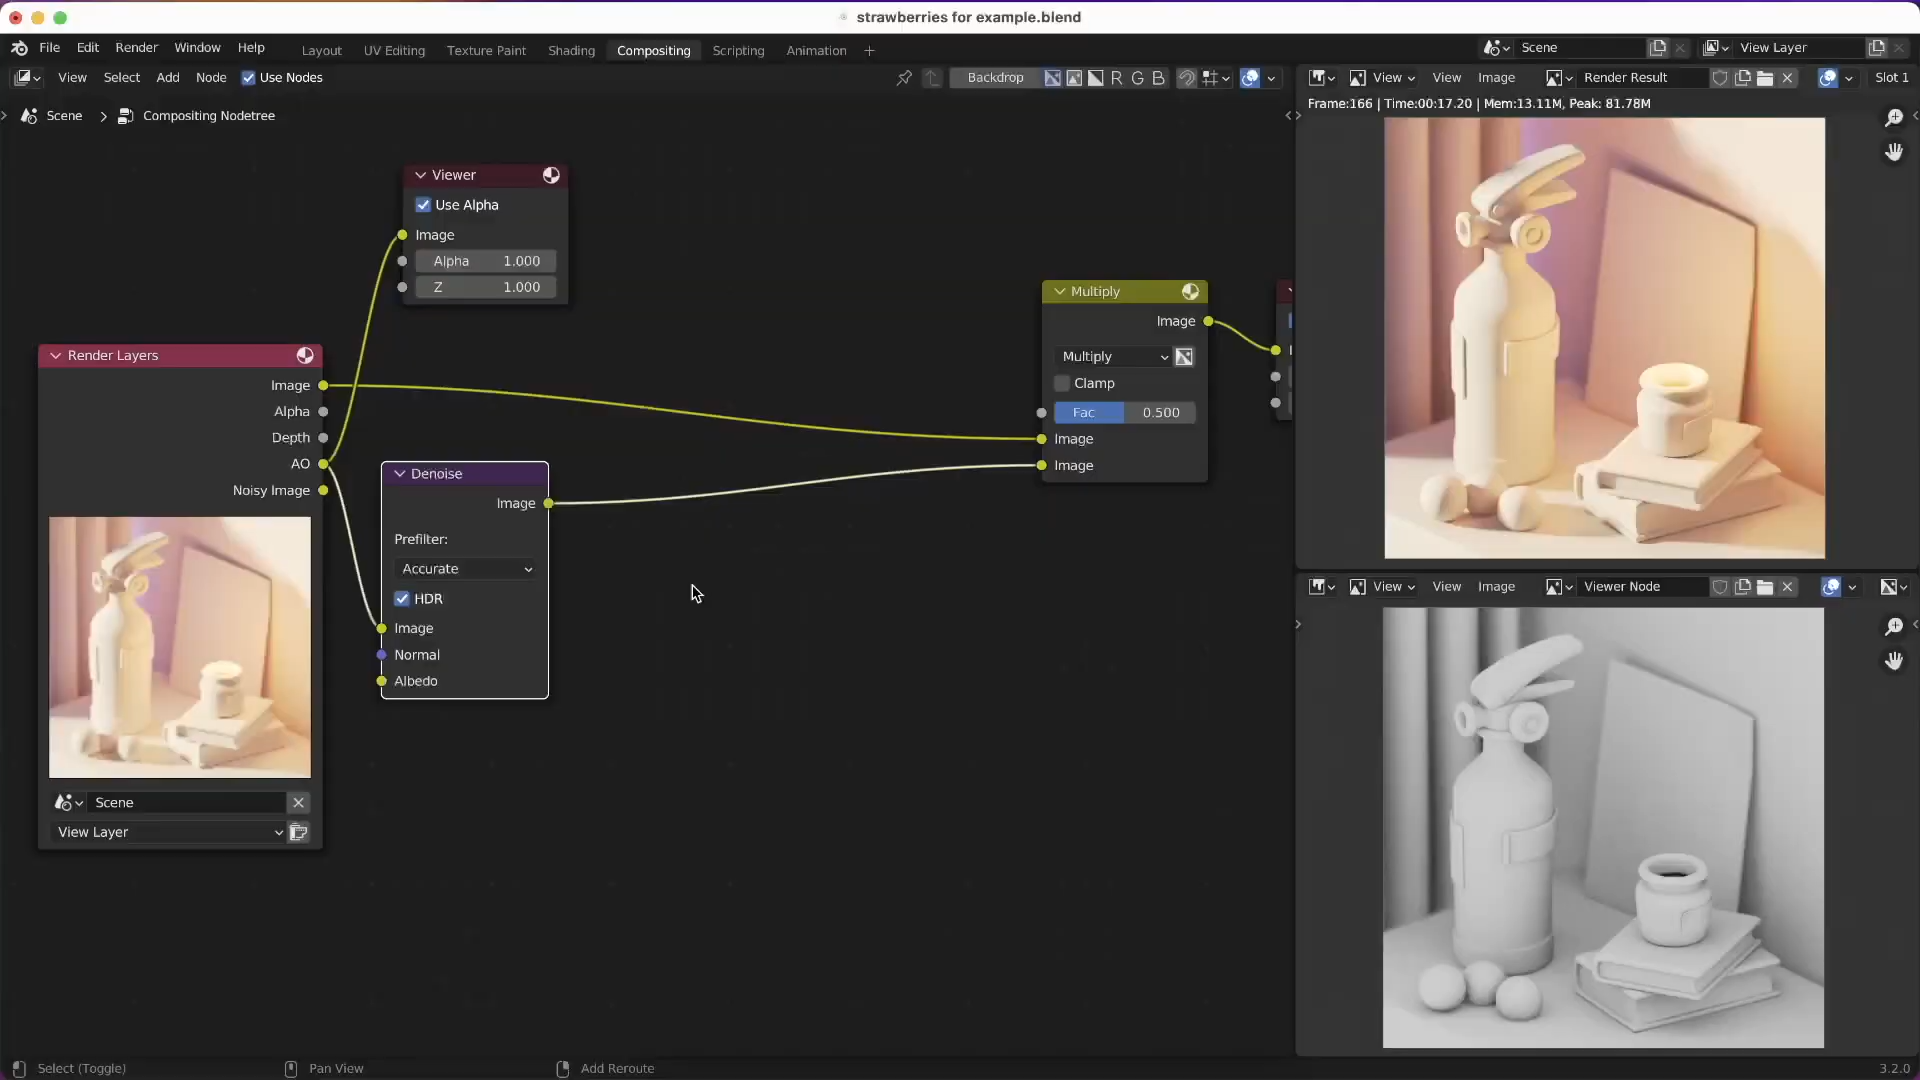 strawberries for example.blend
File Edit Render Window Help
Layout UV Editing Texture Paint Shading Compositing Scripting Animation +
Scene
View Layer
View Select Add Node Use Nodes
Backdrop R G B
View View Image Render Result Slot 1
Scene > Compositing Nodetree
Frame:166 | Time:00:17.20 | Mem:13.11M, Peak: 81.78M
Viewer
Use Alpha
Image
Alpha 1.000
Z 1.000
Render Layers
Image
Alpha
Depth
AO
Noisy Image
Scene
View Layer
Denoise
Image
Prefilter:
Accurate
HDR
Image
Normal
Albedo
Multiply
Image
Multiply
Clamp
Fac 0.500
Image
Image
View View Image Viewer Node
Select (Toggle) Pan View Add Reroute 3.2.0